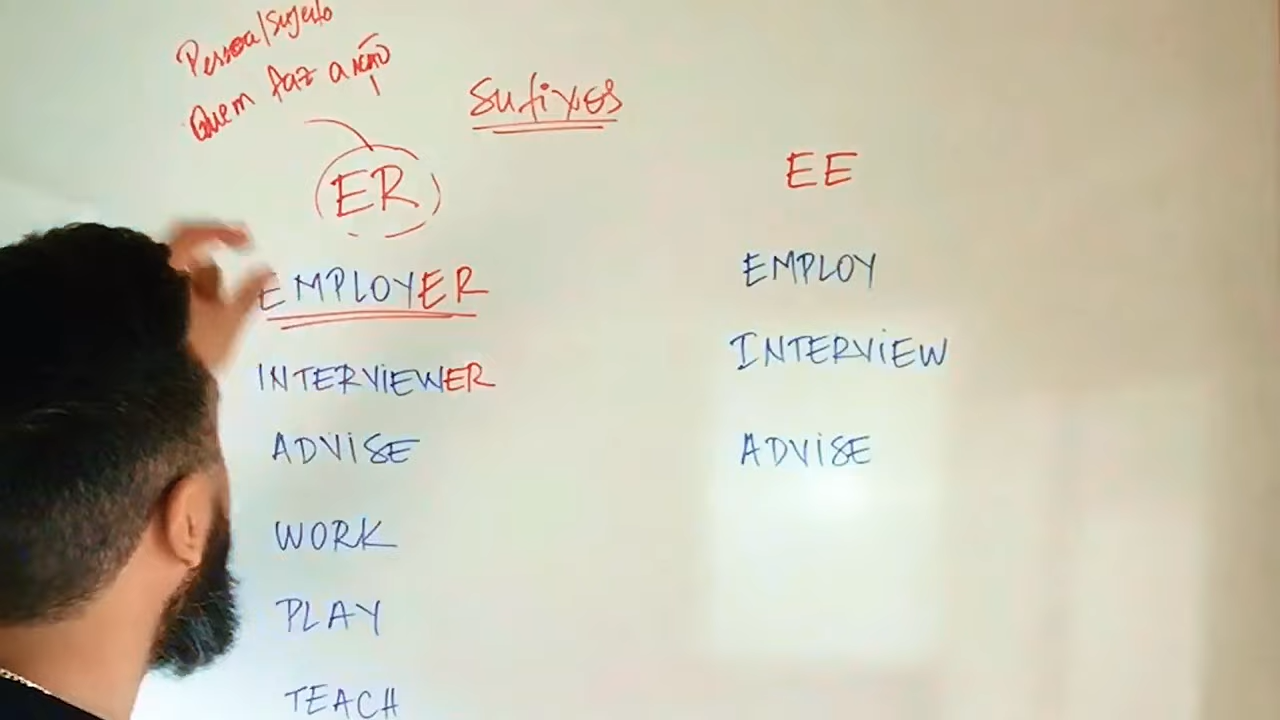 Pessoa/sujeito
Quem faz a ação
Sufixos
ER
EMPLOYER
INTERVIEWER
ADVISE
WORK
PLAY
TEACH
EE
EMPLOY
INTERVIEW
ADVISE